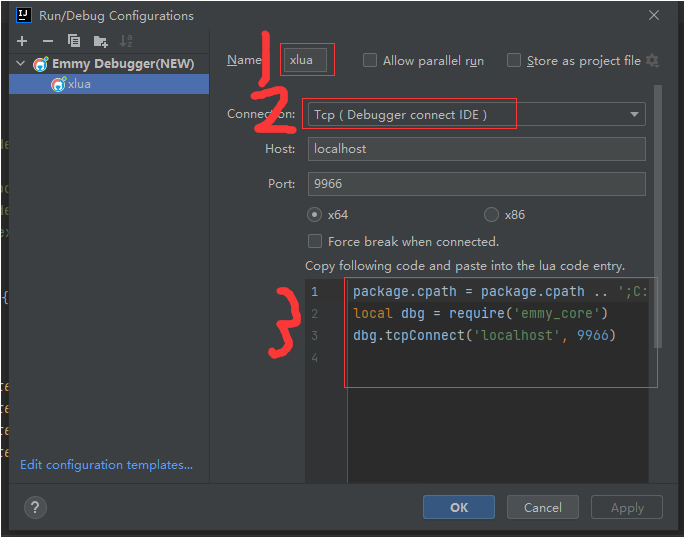 Run/Debug Configurations
Emmy Debugger(NEW)
xlua
1
Name: xlua Allow parallel run Store as project file
2
Connection: Tcp ( Debugger connect IDE )
Host: localhost
Port: 9966
x64 x86
Force break when connected.
Copy following code and paste into the lua code entry.
3
1 package.cpath = package.cpath .. ';C:
2 local dbg = require('emmy_core')
3 dbg.tcpConnect('localhost', 9966)
4
Edit configuration templates...
? OK Cancel Apply